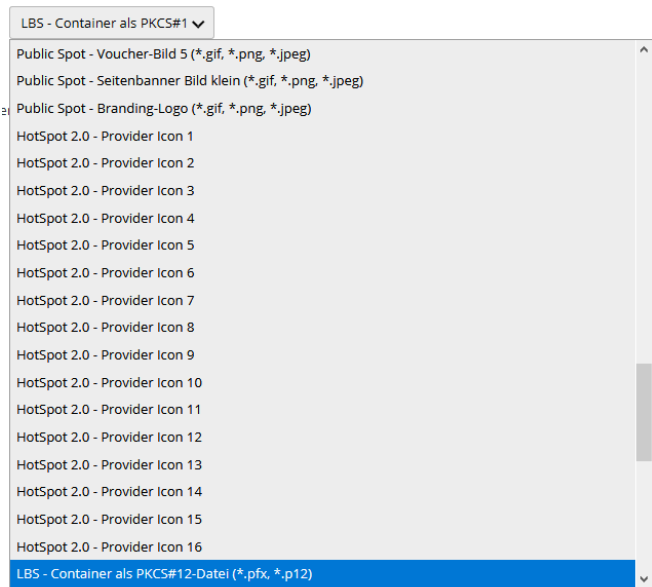 LBS - Container als PKCS#1
Public Spot - Voucher-Bild 5 (*.gif, *.png, *.jpeg)
Public Spot - Seitenbanner Bild klein (*.gif, *.png, *.jpeg)
Public Spot - Branding-Logo (*.gif, *.png, *.jpeg)
HotSpot 2.0 - Provider Icon 1
HotSpot 2.0 - Provider Icon 2
HotSpot 2.0 - Provider Icon 3
HotSpot 2.0 - Provider Icon 4
HotSpot 2.0 - Provider Icon 5
HotSpot 2.0 - Provider Icon 6
HotSpot 2.0 - Provider Icon 7
HotSpot 2.0 - Provider Icon 8
HotSpot 2.0 - Provider Icon 9
HotSpot 2.0 - Provider Icon 10
HotSpot 2.0 - Provider Icon 11
HotSpot 2.0 - Provider Icon 12
HotSpot 2.0 - Provider Icon 13
HotSpot 2.0 - Provider Icon 14
HotSpot 2.0 - Provider Icon 15
HotSpot 2.0 - Provider Icon 16
LBS - Container als PKCS#12-Datei (*.pfx, *.p12)